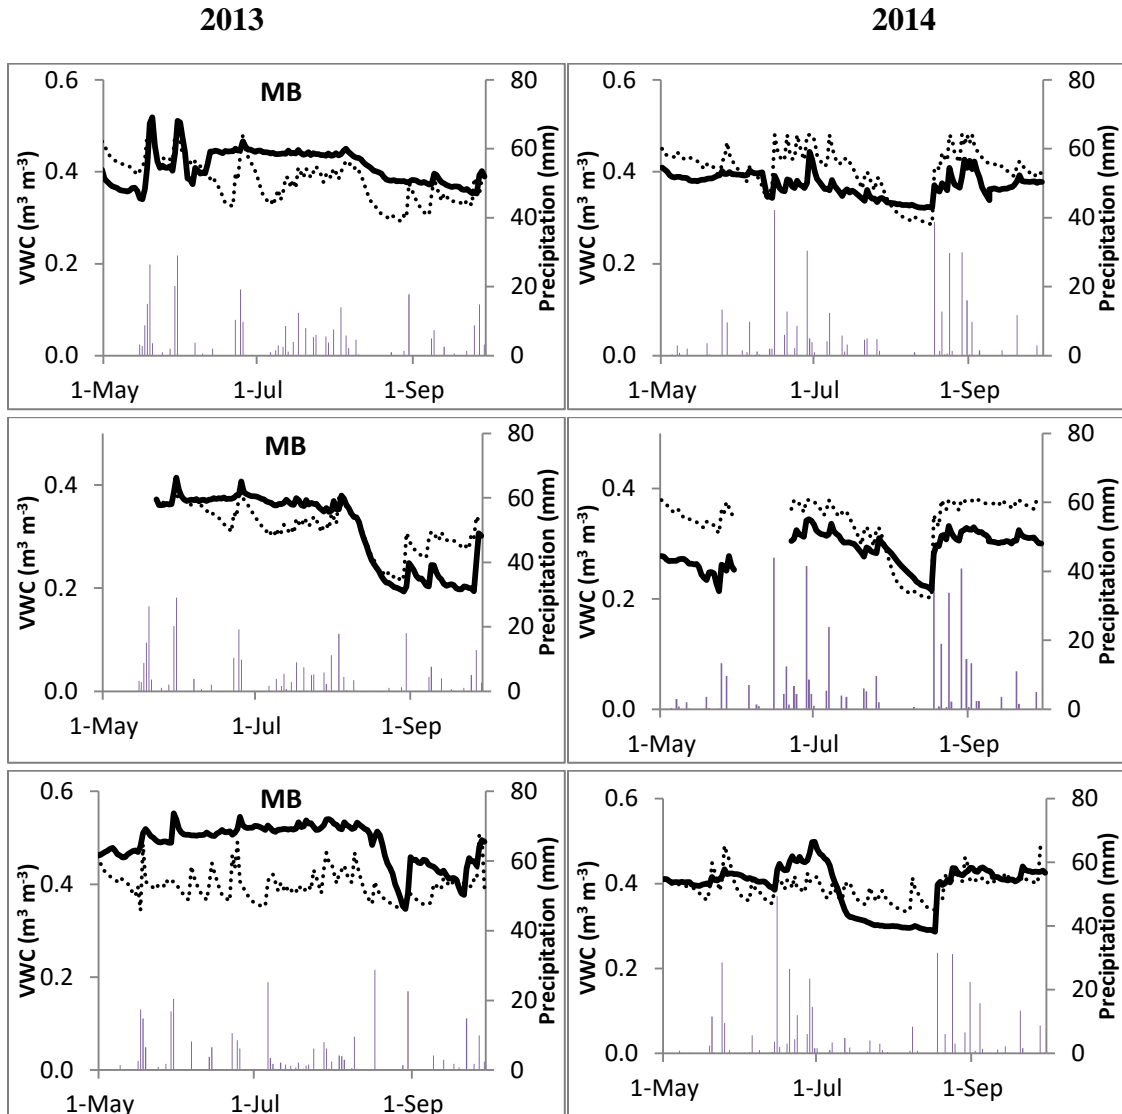 2013 2014
MB
0.6 80 0.6 80
0.4 60 0.4 60
40 40
0.2 20 0.2 20
0.0 0 0.0 0
1-May 1-Jul 1-Sep 1-May 1-Jul 1-Sep
VWC (m³ m⁻³) Precipitation (mm) VWC (m³ m⁻³) Precipitation (mm)
MB
80 80
0.4 60 0.4 60
40 40
0.2 20 0.2 20
0.0 0 0.0 0
1-May 1-Jul 1-Sep 1-May 1-Jul 1-Sep
VWC (m³ m⁻³) Precipitation (mm) VWC (m³ m⁻³) Precipitation (mm)
MB
0.6 80 0.6 80
0.4 60 0.4 60
40 40
0.2 20 0.2 20
0.0 0 0.0 0
1-May 1-Jul 1-Sep 1-May 1-Jul 1-Sep
VWC (m³ m⁻³) Precipitation (mm) VWC (m³ m⁻³) Precipitation (mm)